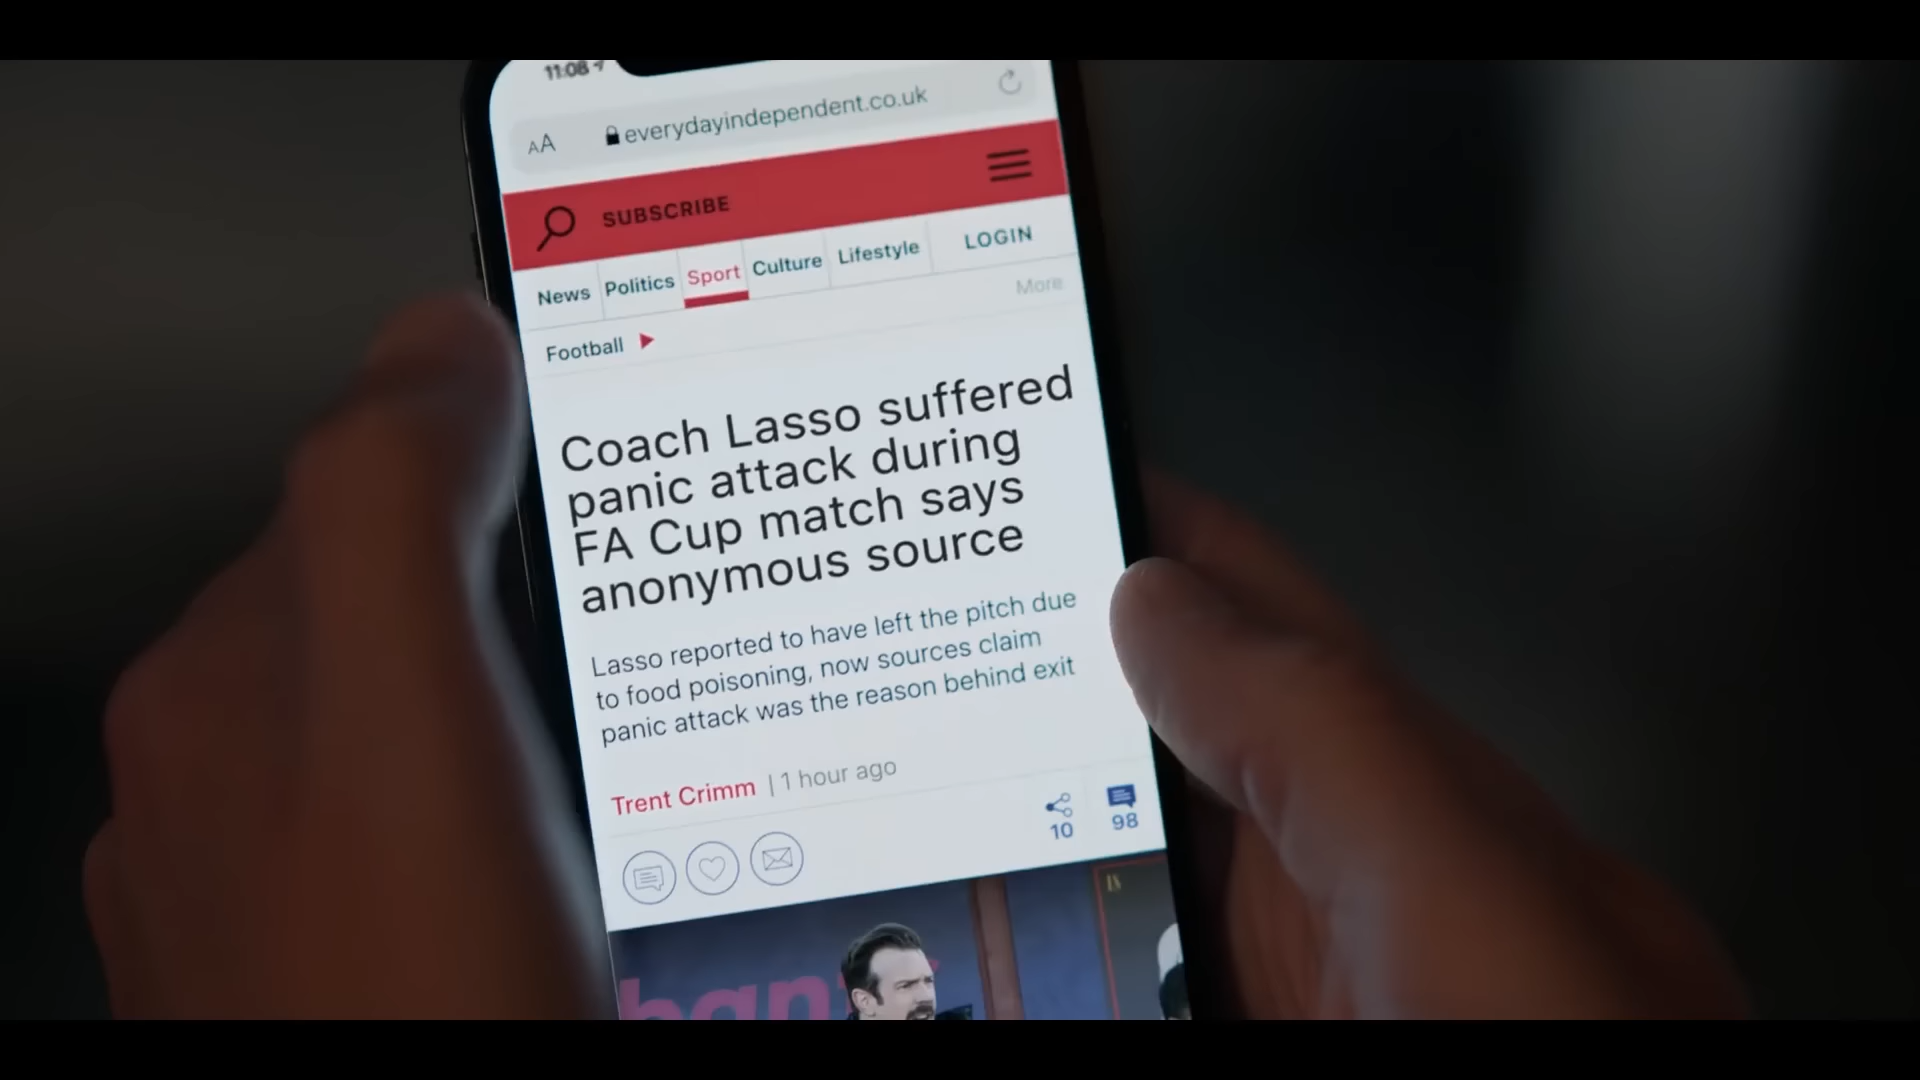 11:08
AA everydayindependent.co.uk
SUBSCRIBE
News Politics Sport Culture Lifestyle LOGIN
More
Football
Coach Lasso suffered
panic attack during
FA Cup match says
anonymous source
Lasso reported to have left the pitch due
to food poisoning, now sources claim
panic attack was the reason behind exit
Trent Crimm | 1 hour ago
10 98